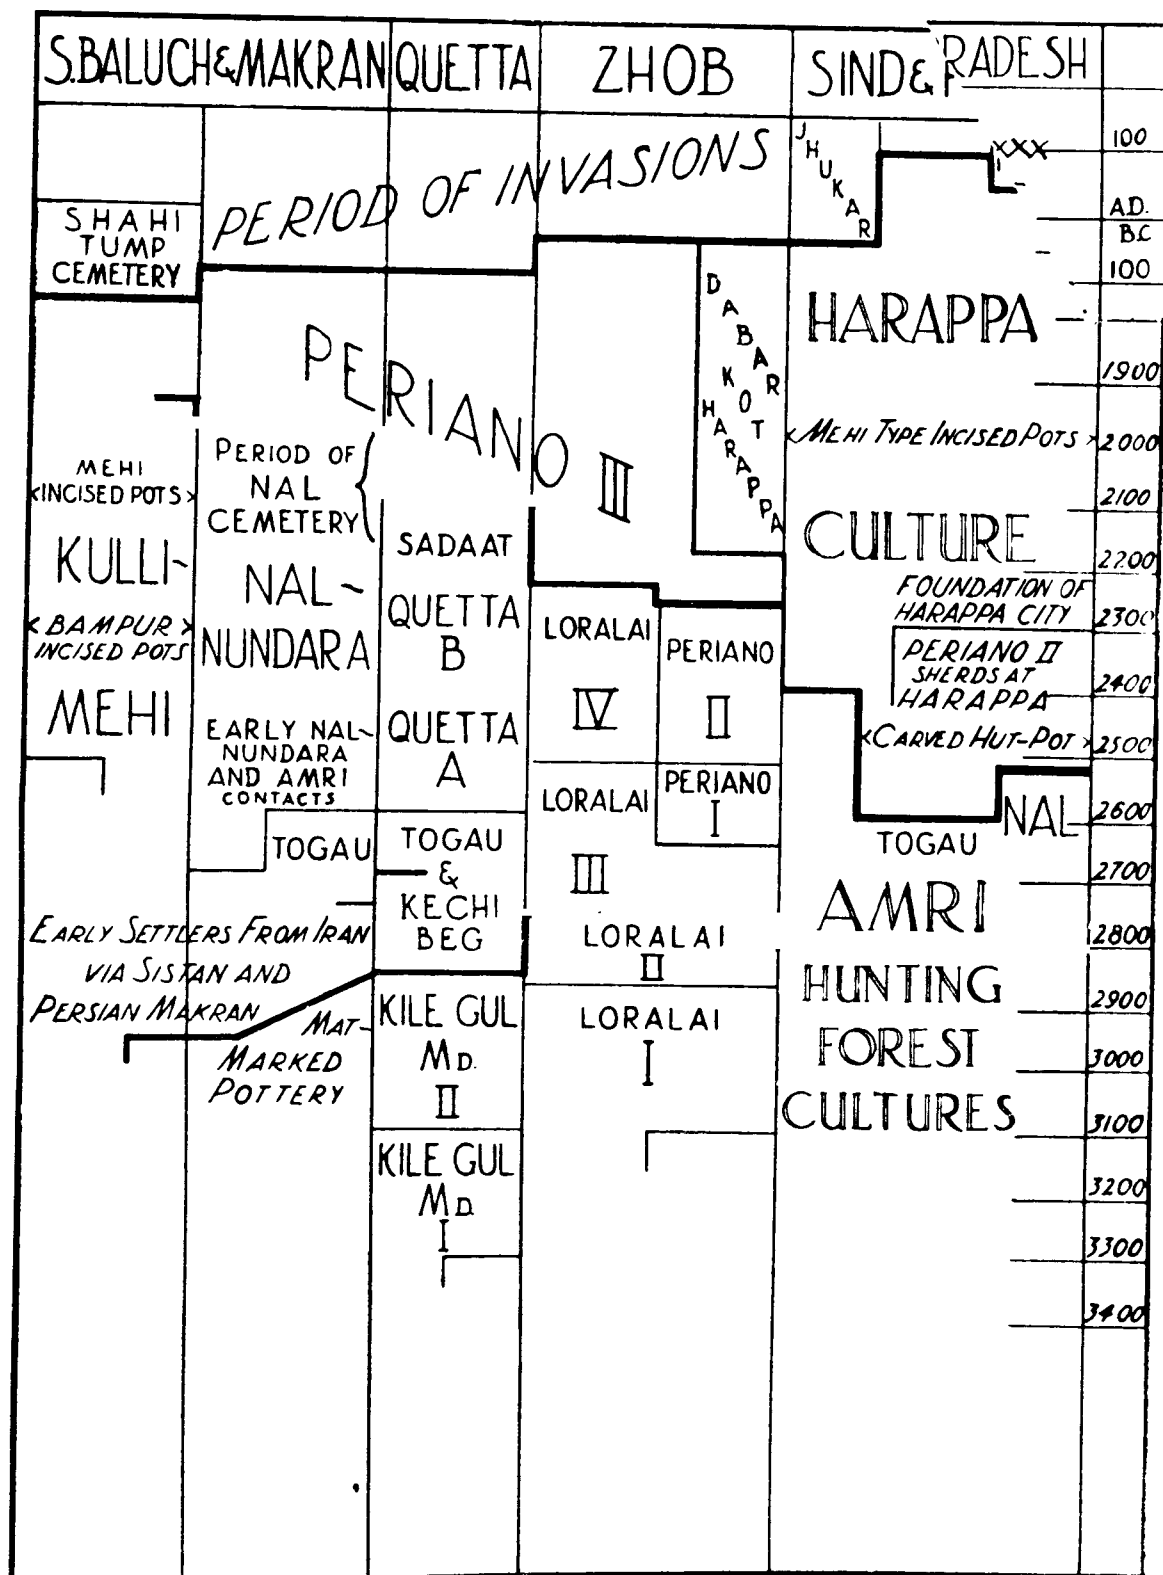 S.BALUCH&MAKRAN
QUETTA
ZHOB
SIND&P
RADESH
PERIOD OF INVASIONS
JHUKAR
XXX
SHAHI
TUMP
CEMETERY
PERIANO III
DABAR
KOT
HARAPPA
HARAPPA
<MEHI TYPE INCISED POTS>
CULTURE
FOUNDATION OF
HARAPPA CITY
PERIANO II
SHERDS AT
HARAPPA
<CARVED HUT-POT>
MEHI
<INCISED POTS>
KULLI-
<BAMPUR>
INCISED POTS
MEHI
PERIOD OF
NAL
CEMETERY
NAL-
NUNDARA
EARLY NAL-
NUNDARA
AND AMRI
CONTACTS
TOGAU
SADAAT
QUETTA
B
QUETTA
A
TOGAU
&
KECHI
BEG
LORALAI
IV
PERIANO
II
LORALAI
III
PERIANO
I
LORALAI
II
LORALAI
I
NAL
TOGAU
AMRI
HUNTING
FOREST
CULTURES
EARLY SETTLERS FROM IRAN
VIA SISTAN AND
PERSIAN MAKRAN
MAT-
MARKED
POTTERY
KILE GUL
MD.
II
KILE GUL
MD
I
100
A.D.
B.C
100
1900
2000
2100
2200
2300
2400
2500
2600
2700
2800
2900
3000
3100
3200
3300
3400